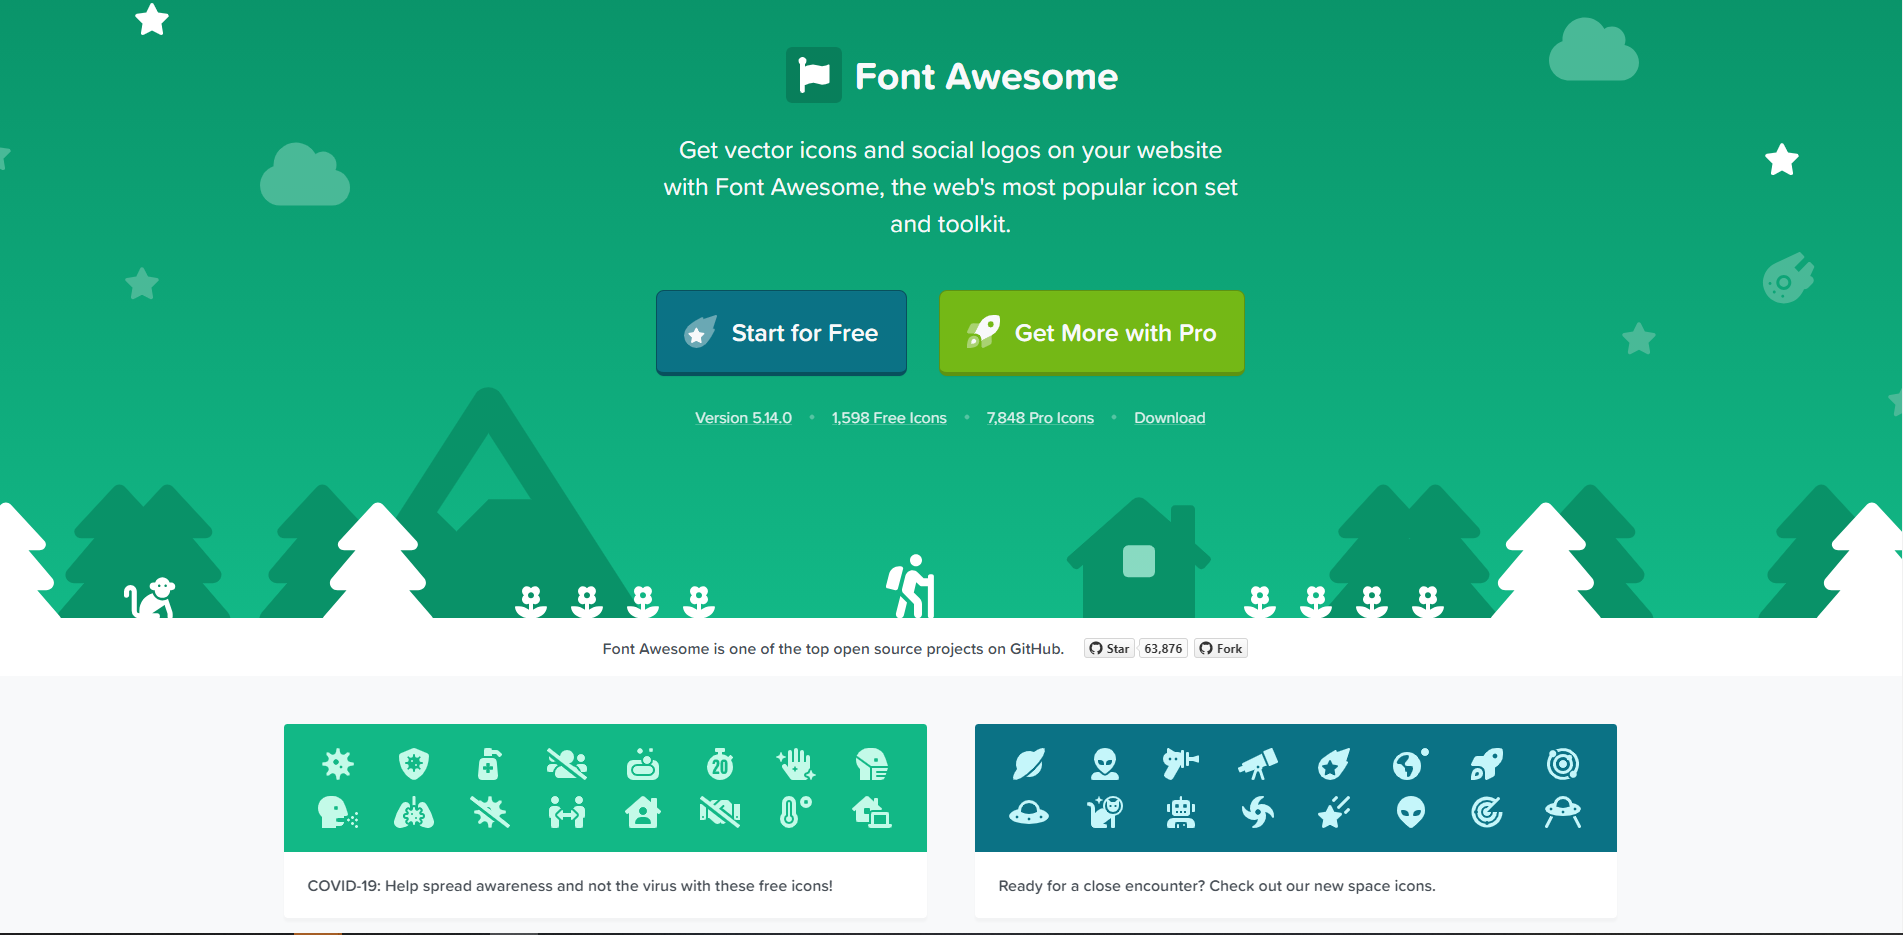 Font Awesome
Get vector icons and social logos on your website
with Font Awesome, the web's most popular icon set
and toolkit.
Start for Free
Get More with Pro
Version 5.14.0 • 1,598 Free Icons • 7,848 Pro Icons • Download
Font Awesome is one of the top open source projects on GitHub. Star 63,876 Fork
20
COVID-19: Help spread awareness and not the virus with these free icons!
Ready for a close encounter? Check out our new space icons.